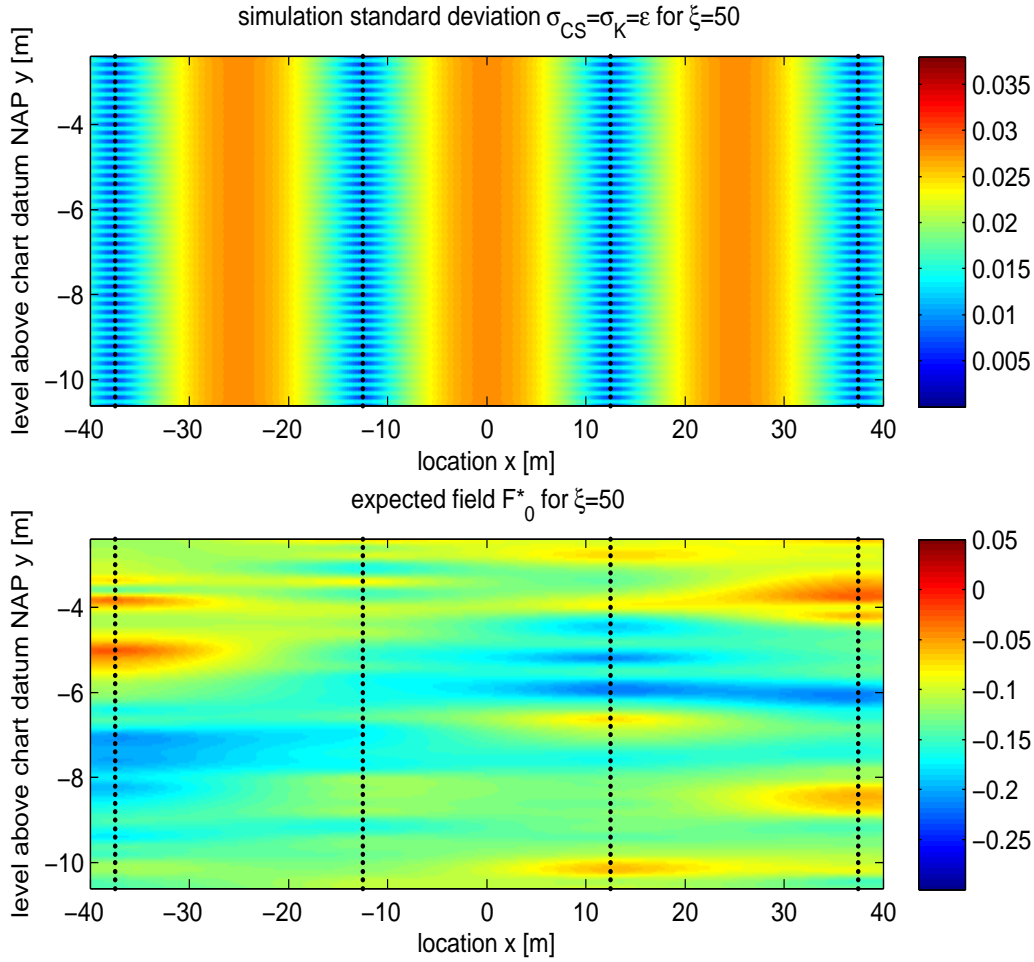 simulation standard deviation σCS=σK=ε for ξ=50
level above chart datum NAP y [m]
−4
−6
−8
−10
−40 −30 −20 −10 0 10 20 30 40
location x [m]
0.035
0.03
0.025
0.02
0.015
0.01
0.005
expected field F*0 for ξ=50
level above chart datum NAP y [m]
−4
−6
−8
−10
−40 −30 −20 −10 0 10 20 30 40
location x [m]
0.05
0
−0.05
−0.1
−0.15
−0.2
−0.25